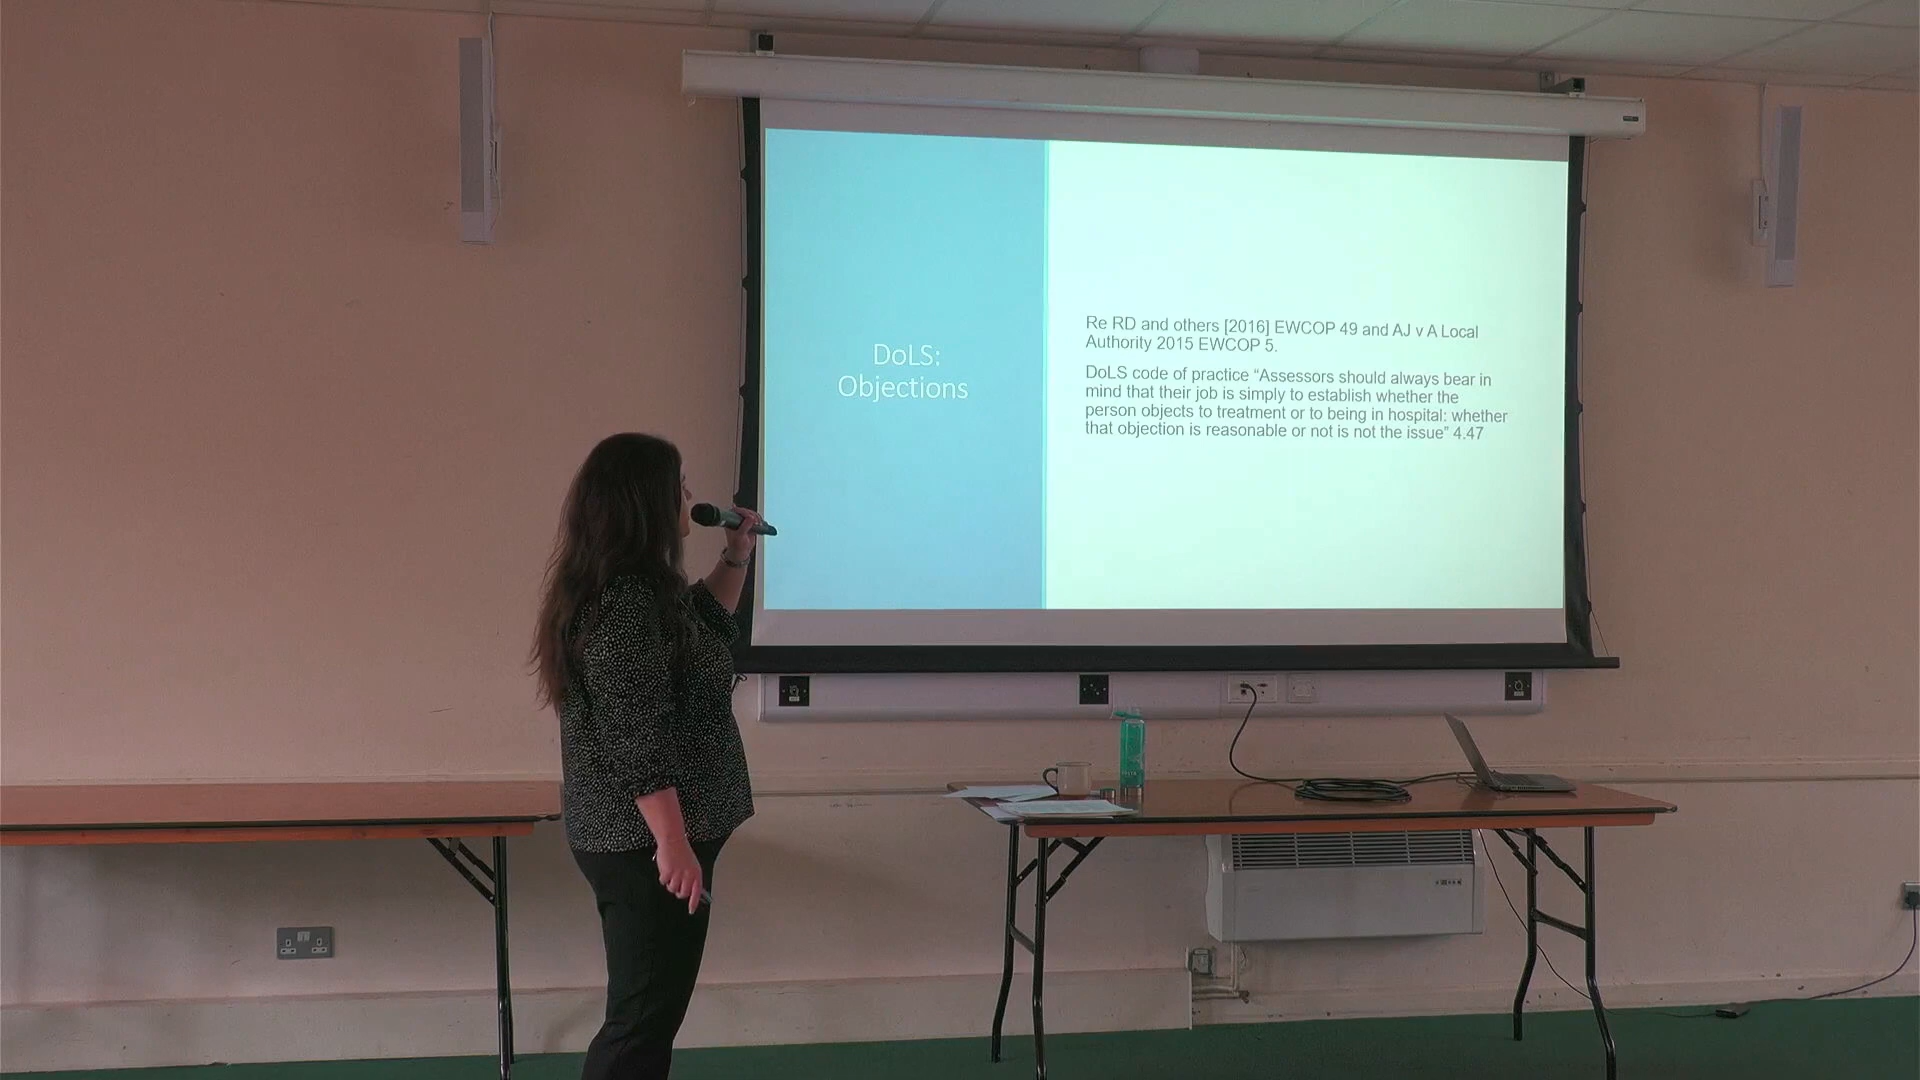 DoLS:
Objections
Re RD and others [2016] EWCOP 49 and AJ v A Local
Authority 2015 EWCOP 5.
DoLS code of practice “Assessors should always bear in
mind that their job is simply to establish whether the
person objects to treatment or to being in hospital: whether
that objection is reasonable or not is not the issue” 4.47